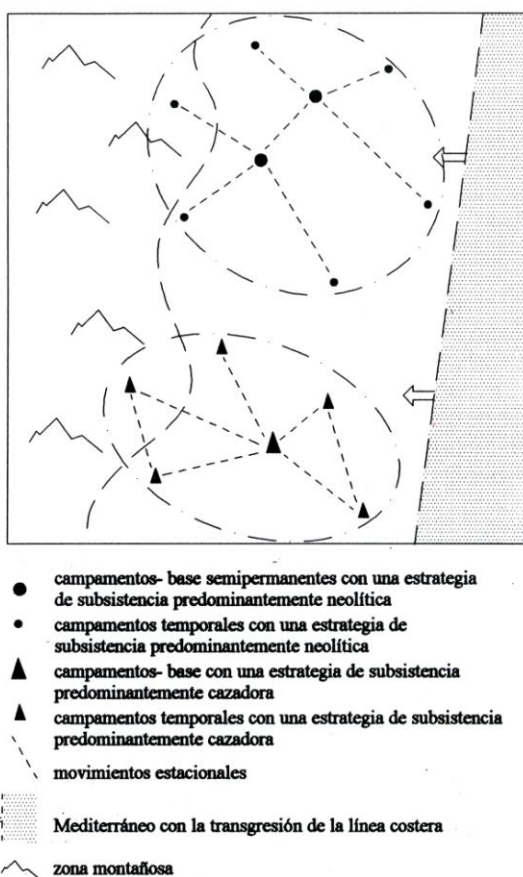 campamentos- base semipermanentes con una estrategia
de subsistencia predominantemente neolítica
campamentos temporales con una estrategia de
subsistencia predominantemente neolítica
campamentos- base con una estrategia de subsistencia
predominantemente cazadora
campamentos temporales con una estrategia de subsistencia
predominantemente cazadora
movimientos estacionales
Mediterráneo con la transgresión de la línea costera
zona montañosa